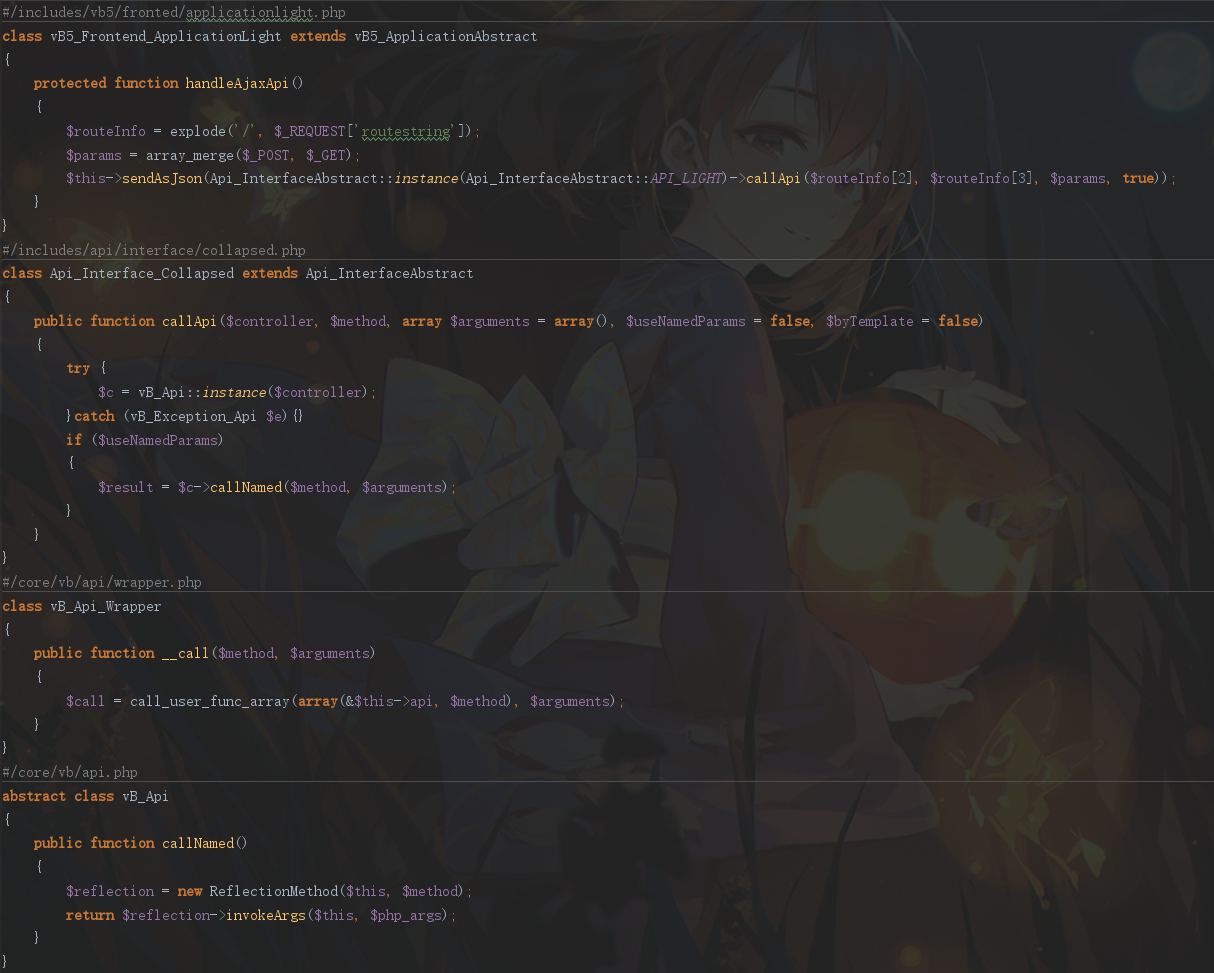 #/includes/vb5/fronted/applicationlight.php
class vB5_Frontend_ApplicationLight extends vB5_ApplicationAbstract
{
    protected function handleAjaxApi()
    {
        $routeInfo = explode('/', $_REQUEST['routestring']);
        $params = array_merge($_POST, $_GET);
        $this->sendAsJson(Api_InterfaceAbstract::instance(Api_InterfaceAbstract::API_LIGHT)->callApi($routeInfo[2], $routeInfo[3], $params, true));
    }
}
#/includes/api/interface/collapsed.php
class Api_Interface_Collapsed extends Api_InterfaceAbstract
{
    public function callApi($controller, $method, array $arguments = array(), $useNamedParams = false, $byTemplate = false)
    {
        try {
            $c = vB_Api::instance($controller);
        }catch (vB_Exception_Api $e){}
        if ($useNamedParams)
        {
            $result = $c->callNamed($method, $arguments);
        }
    }
}
#/core/vb/api/wrapper.php
class vB_Api_Wrapper
{
    public function __call($method, $arguments)
    {
        $call = call_user_func_array(array(&$this->api, $method), $arguments);
    }
}
#/core/vb/api.php
abstract class vB_Api
{
    public function callNamed()
    {
        $reflection = new ReflectionMethod($this, $method);
        return $reflection->invokeArgs($this, $php_args);
    }
}